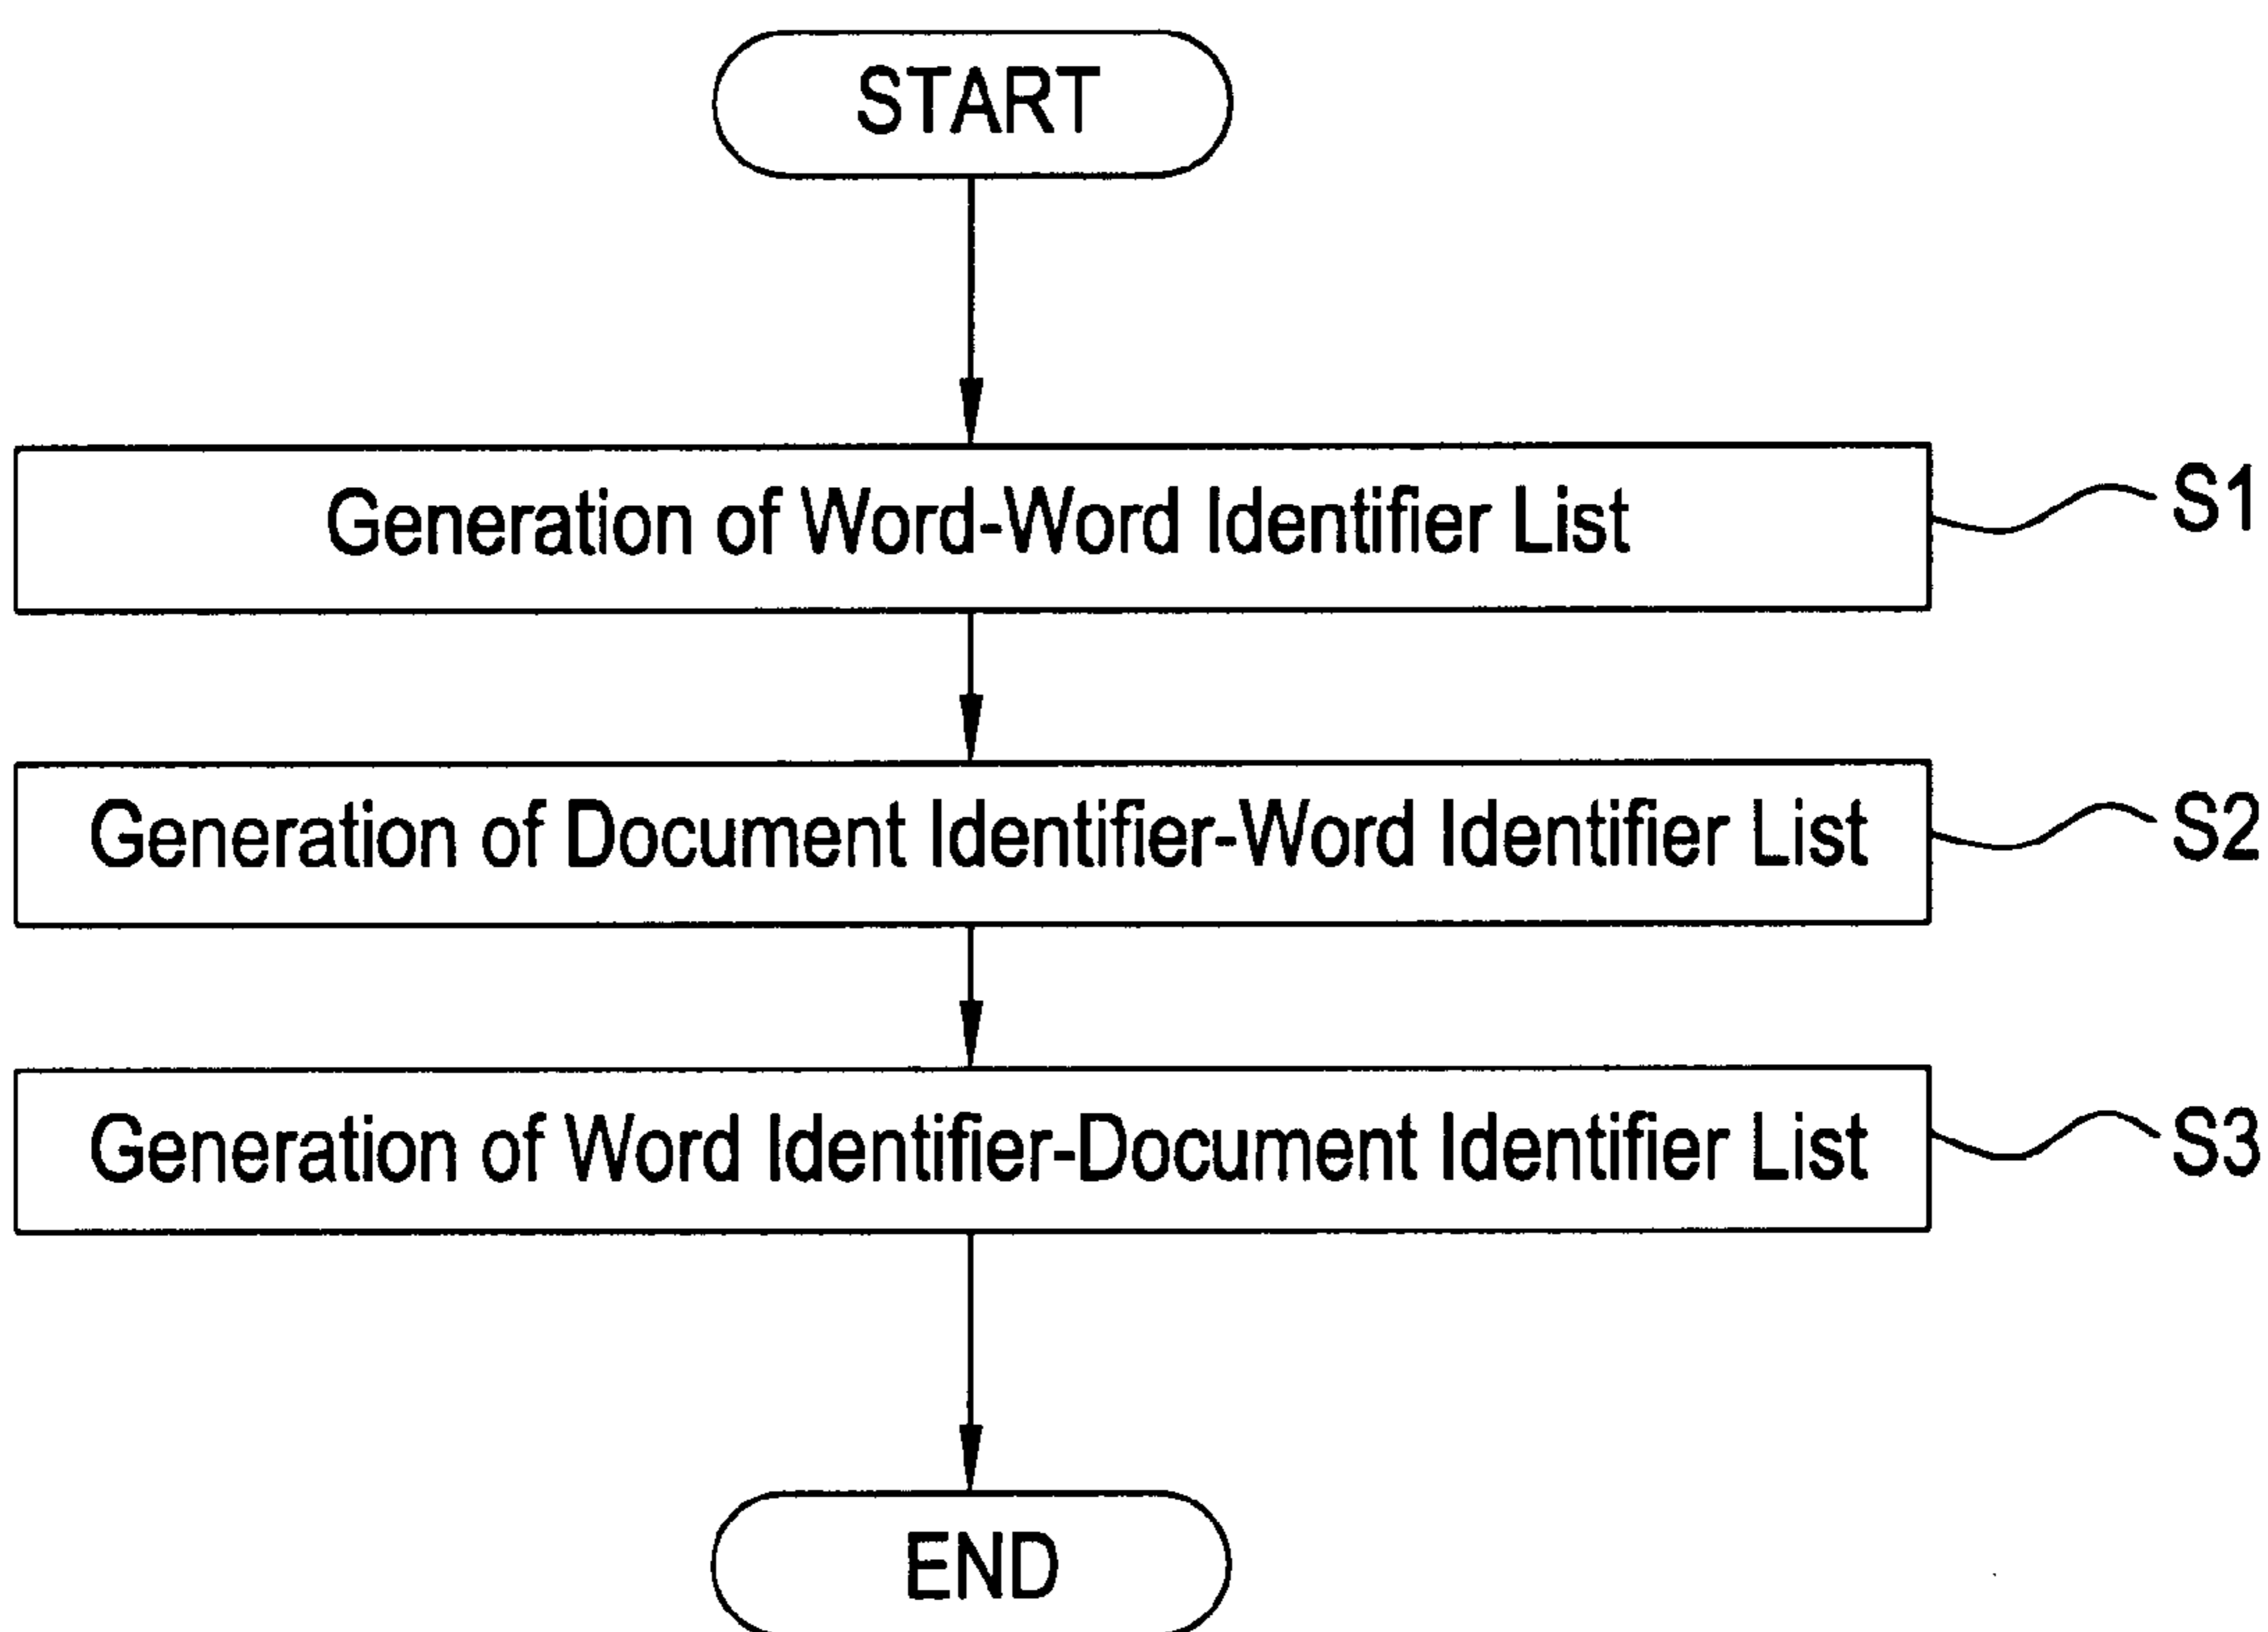 START
Generation of Word-Word Identifier List
S1
Generation of Document Identifier-Word Identifier List
S2
Generation of Word Identifier-Document Identifier List
S3
END